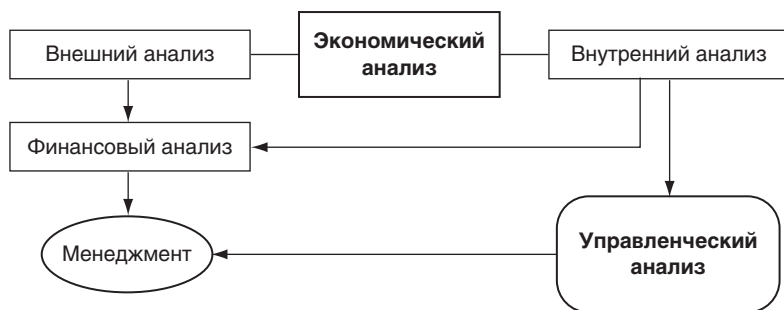 Внешний анализ
Экономический
анализ
Внутренний анализ
Финансовый анализ
Менеджмент
Управленческий
анализ